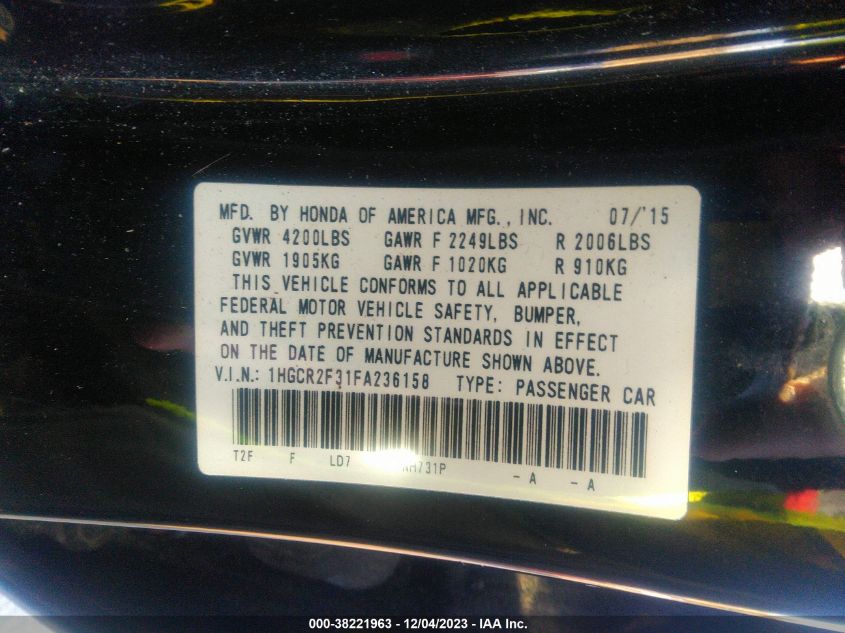 MFD. BY HONDA OF AMERICA MFG., INC. 07/'15
GVWR 4200LBS GAWR F 2249LBS R 2006LBS
GVWR 1905KG GAWR F 1020KG R 910KG
THIS VEHICLE CONFORMS TO ALL APPLICABLE
FEDERAL MOTOR VEHICLE SAFETY, BUMPER,
AND THEFT PREVENTION STANDARDS IN EFFECT
ON THE DATE OF MANUFACTURE SHOWN ABOVE.
V.I.N.: 1HGCR2F31FA236158 TYPE: PASSENGER CAR
T2F F LD7 NH731P - A - A
000-38221963 - 12/04/2023 - IAA Inc.